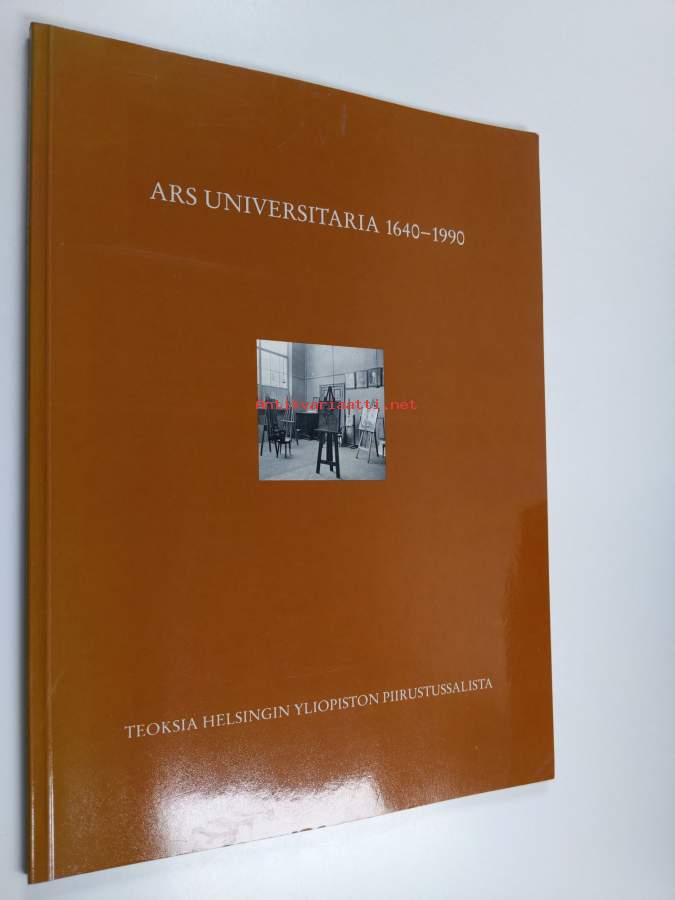 ARS UNIVERSITARIA 1640–1990
Antikvariaatti.net
TEOKSIA HELSINGIN YLIOPISTON PIIRUSTUSSALISTA